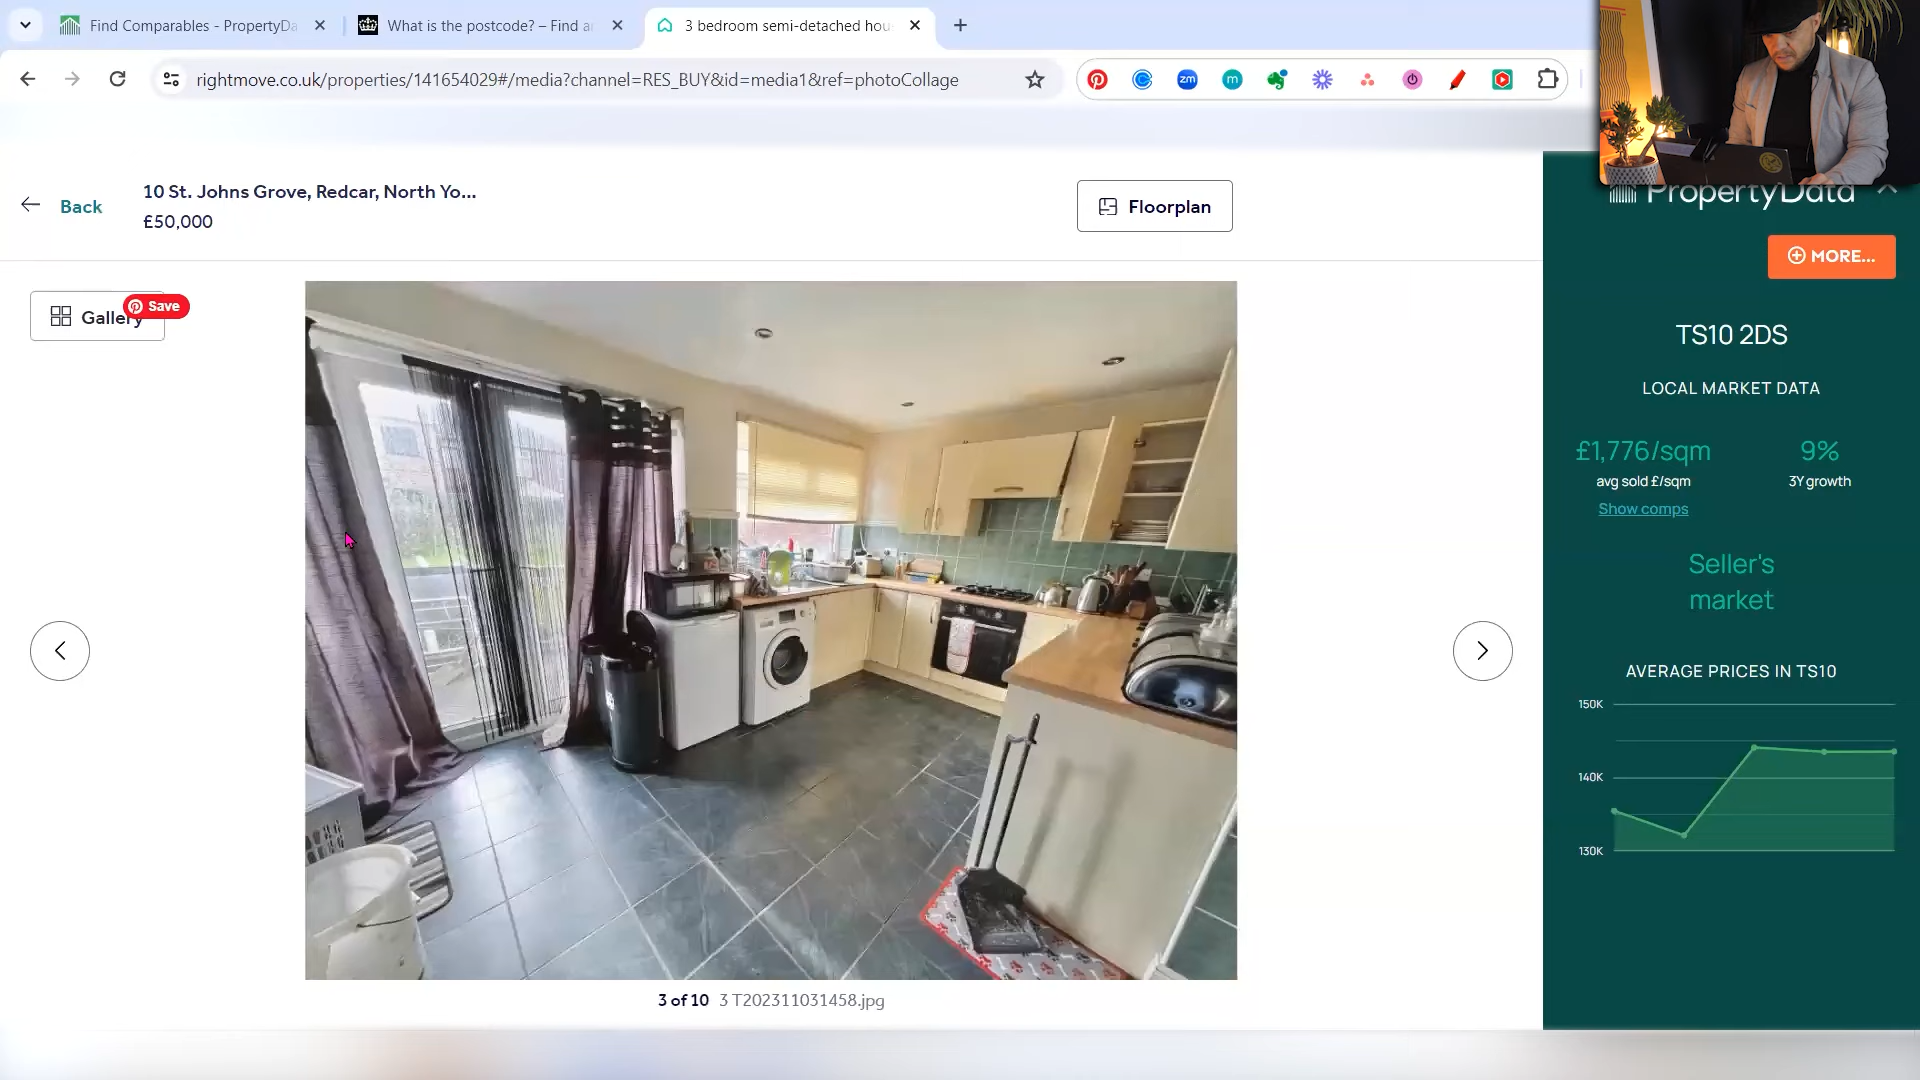 Find Comparables - PropertyDa
What is the postcode? – Find a
3 bedroom semi-detached hou
rightmove.co.uk/properties/141654029#/media?channel=RES_BUY&id=media1&ref=photoCollage
zm
m
Back
10 St. Johns Grove, Redcar, North Yo...
£50,000
Floorplan
Gallery
Save
PropertyData
MORE...
TS10 2DS
LOCAL MARKET DATA
£1,776/sqm
avg sold £/sqm
Show comps
9%
3Y growth
Seller's
market
AVERAGE PRICES IN TS10
150K
140K
130K
3 of 10 3 T202311031458.jpg